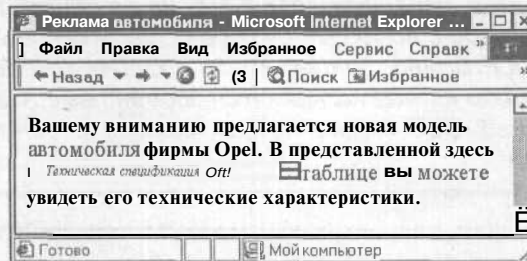 Реклама автомобиля - Microsoft Internet Explorer ...
Файл Правка Вид Избранное Сервис Справк »
Назад Поиск Избранное »
Вашему вниманию предлагается новая модель
автомобиля фирмы Opel. В представленной здесь
Техническая спецификация Oft! таблице вы можете
увидеть его технические характеристики.
Готово Мой компьютер